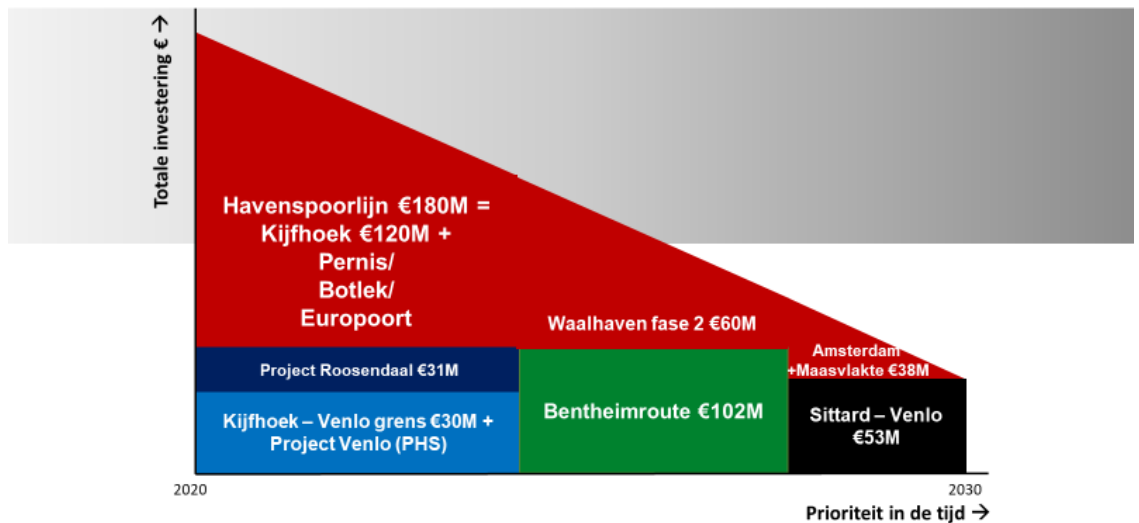 Totale investering € →
Havenspoorlijn €180M =
Kijfhoek €120M +
Pernis/
Botlek/
Europoort
Waalhaven fase 2 €60M
Amsterdam
+Maasvlakte €38M
Project Roosendaal €31M
Kijfhoek – Venlo grens €30M +
Project Venlo (PHS)
Bentheimroute €102M
Sittard – Venlo
€53M
2020
2030
Prioriteit in de tijd →